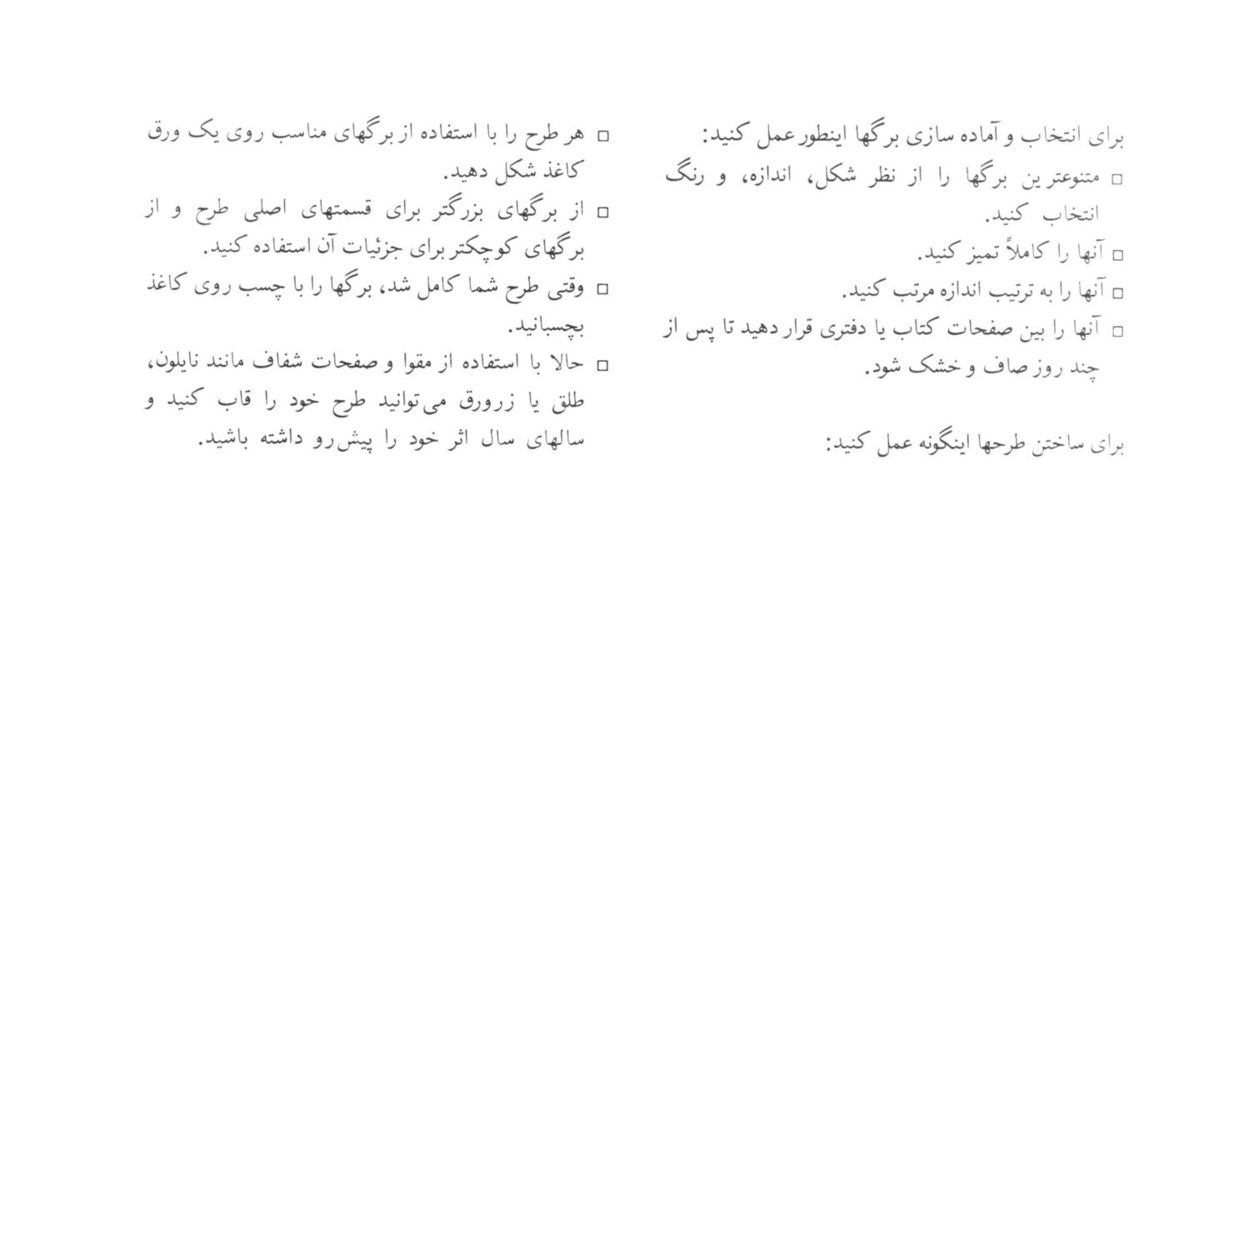 برای انتخاب و آماده سازی برگها اینطور عمل کنید:
□ متنوعترین برگها را از نظر شکل، اندازه، و رنگ
انتخاب کنید.
□ آنها را کاملاً تمیز کنید.
□ آنها را به ترتیب اندازه مرتب کنید.
□ آنها را بین صفحات کتاب یا دفتری قرار دهید تا پس از
چند روز صاف و خشک شود.
برای ساختن طرحها اینگونه عمل کنید:
□ هر طرح را با استفاده از برگهای مناسب روی یک ورق
کاغذ شکل دهید.
□ از برگهای بزرگتر برای قسمتهای اصلی طرح و از
برگهای کوچکتر برای جزئیات آن استفاده کنید.
□ وقتی طرح شما کامل شد، برگها را با چسب روی کاغذ
بچسبانید.
□ حالا با استفاده از مقوا و صفحات شفاف مانند نایلون،
طلق یا زرورق می‌توانید طرح خود را قاب کنید و
سالهای سال اثر خود را پیش‌رو داشته باشید.